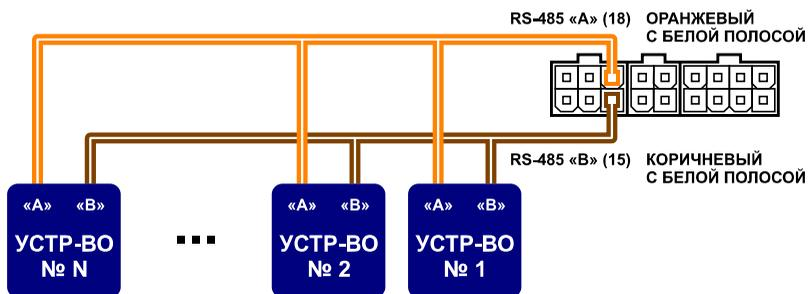 RS-485 «A» (18) ОРАНЖЕВЫЙ
С БЕЛОЙ ПОЛОСОЙ
RS-485 «B» (15) КОРИЧНЕВЫЙ
С БЕЛОЙ ПОЛОСОЙ
«A» «B»
УСТР-ВО
№ N
...
«A» «B»
УСТР-ВО
№ 2
«A» «B»
УСТР-ВО
№ 1